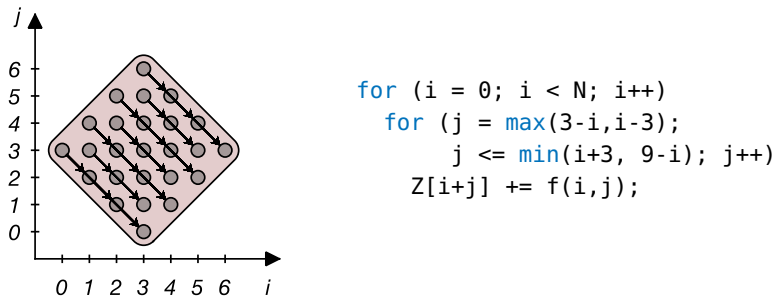 j
6
5
4
3
2
1
0
0 1 2 3 4 5 6 i
for (i = 0; i < N; i++)
for (j = max(3-i,i-3);
j <= min(i+3, 9-i); j++)
Z[i+j] += f(i,j);